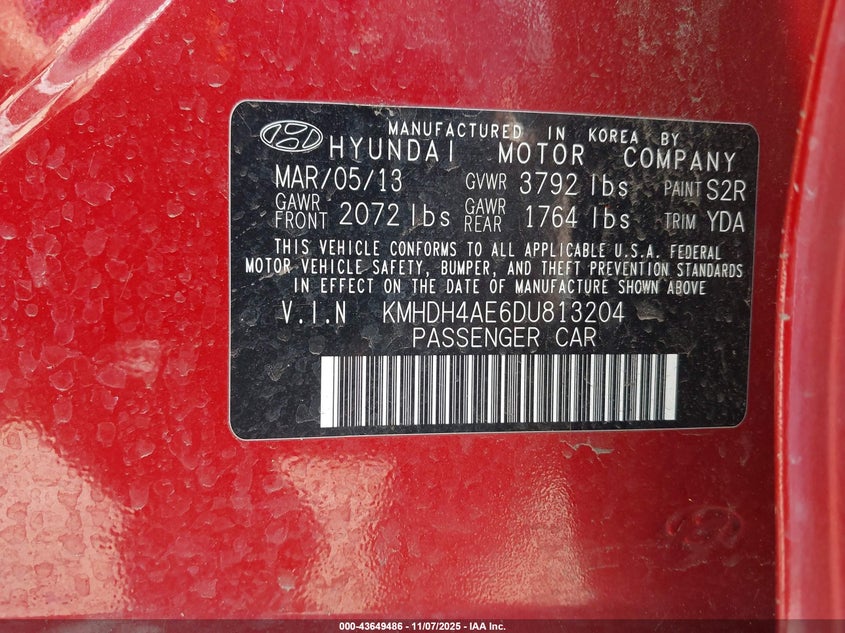 MANUFACTURED IN KOREA BY
HYUNDAI MOTOR COMPANY
MAR/05/13 GVWR 3792 lbs PAINT S2R
GAWR FRONT 2072 lbs GAWR REAR 1764 lbs TRIM YDA
THIS VEHICLE CONFORMS TO ALL APPLICABLE U.S.A. FEDERAL
MOTOR VEHICLE SAFETY, BUMPER, AND THEFT PREVENTION STANDARDS
IN EFFECT ON THE DATE OF MANUFACTURE SHOWN ABOVE
V.I.N KMHDH4AE6DU813204
PASSENGER CAR
000-43649486 - 11/07/2025 - IAA Inc.